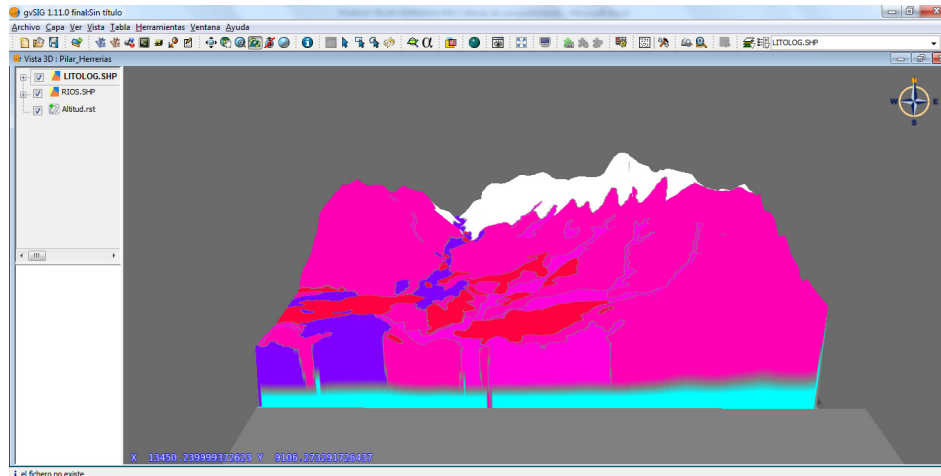 gvSIG 1.11.0 final:Sin título
Archivo Capa Ver Vista Tabla Herramientas Ventana Ayuda
LITOLOG.SHP
Vista 3D : Pilar_Herrerias
LITOLOG.SHP
RIOS.SHP
Altitud.rst
N
W E
S
X 13450.239999372623 Y 9106.273291726437
el fichero no existe